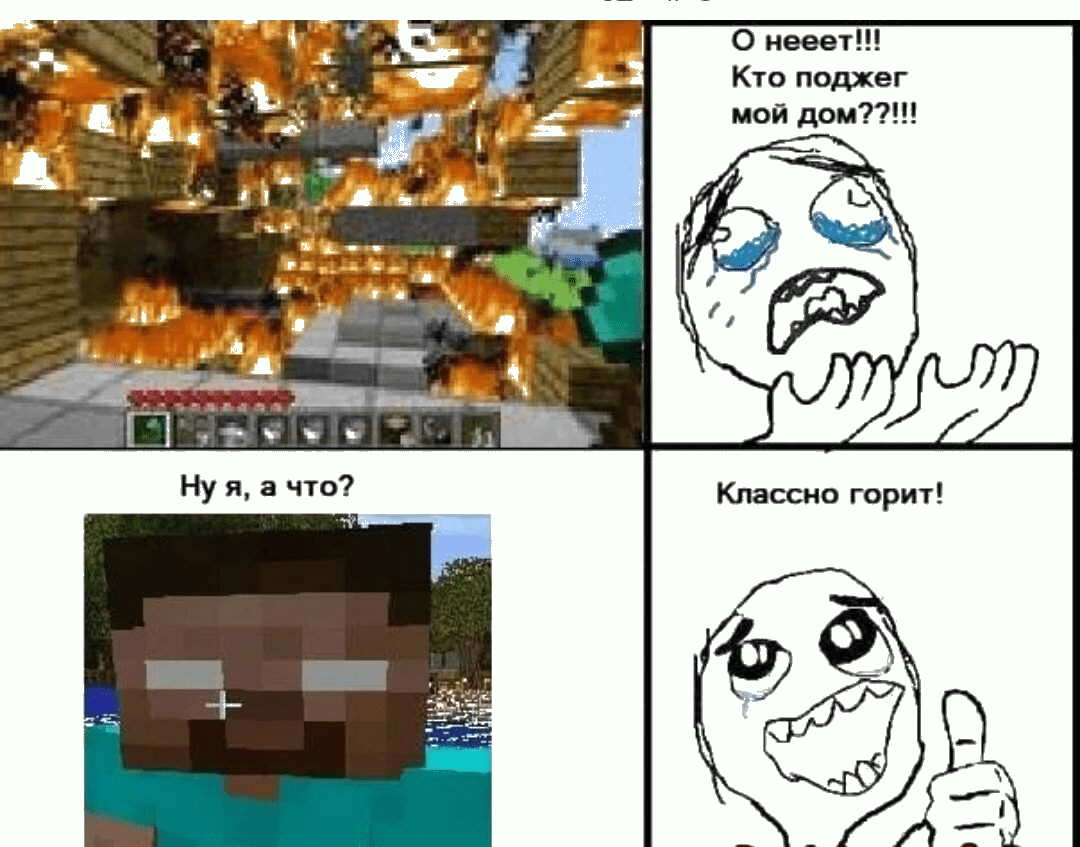 О нееет!!!
Кто поджег
мой дом??!!!
Ну я, а что?
Классно горит!